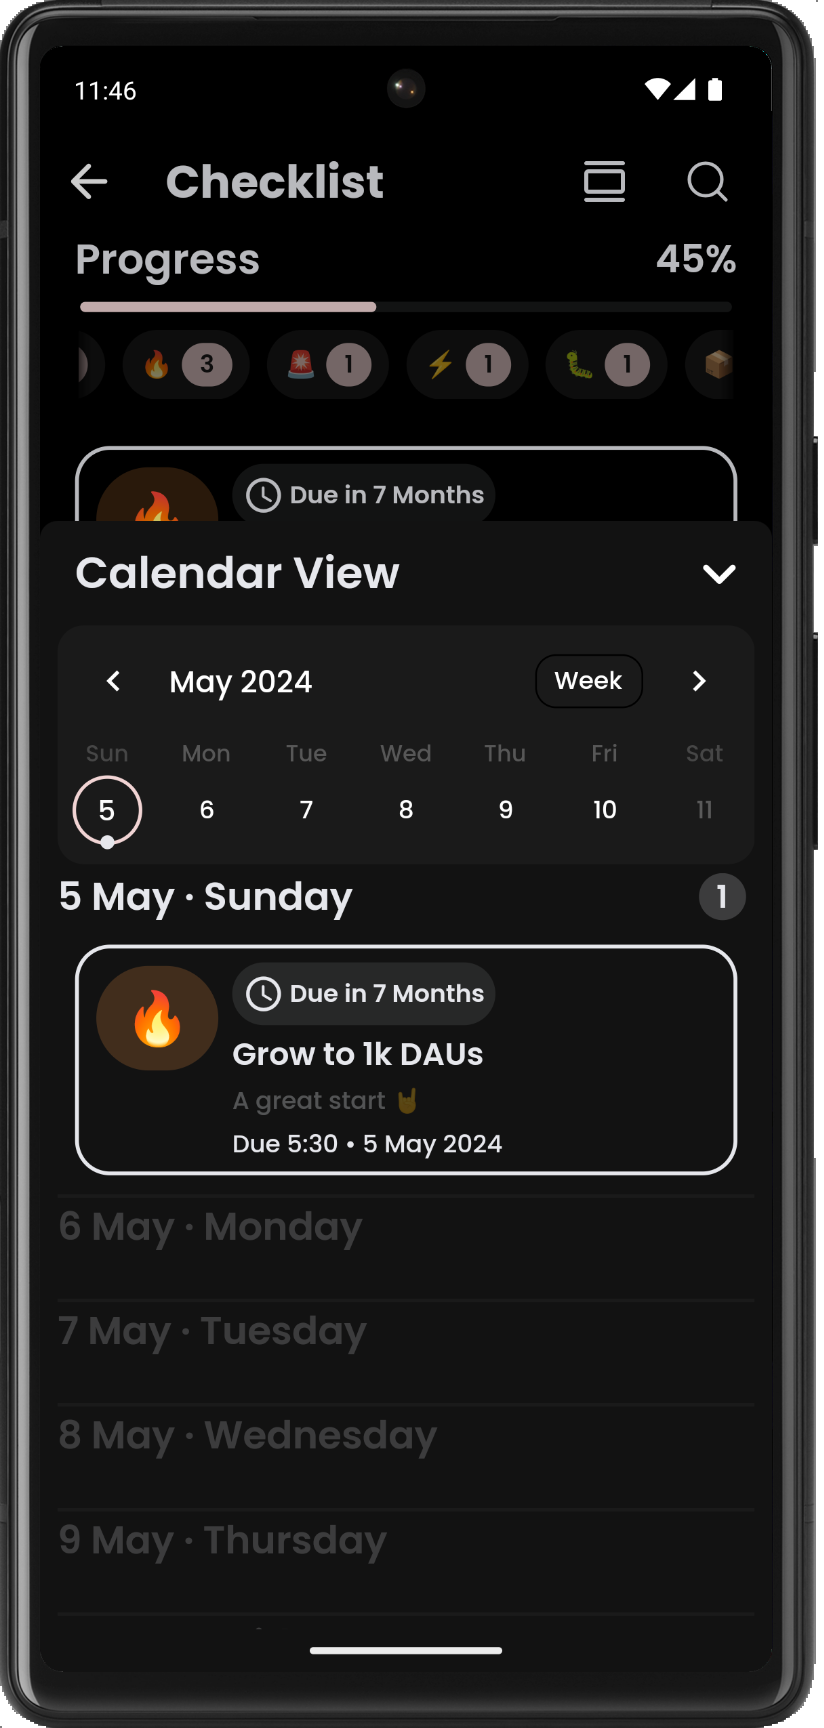 11:46
Checklist
Progress 45%
🔥 3 🚨 1 ⚡ 1 🐛 1 📦
Due in 7 Months
Calendar View
May 2024 Week
Sun Mon Tue Wed Thu Fri Sat
5 6 7 8 9 10 11
5 May · Sunday 1
Due in 7 Months
Grow to 1k DAUs
A great start 🤘
Due 5:30 • 5 May 2024
6 May · Monday
7 May · Tuesday
8 May · Wednesday
9 May · Thursday